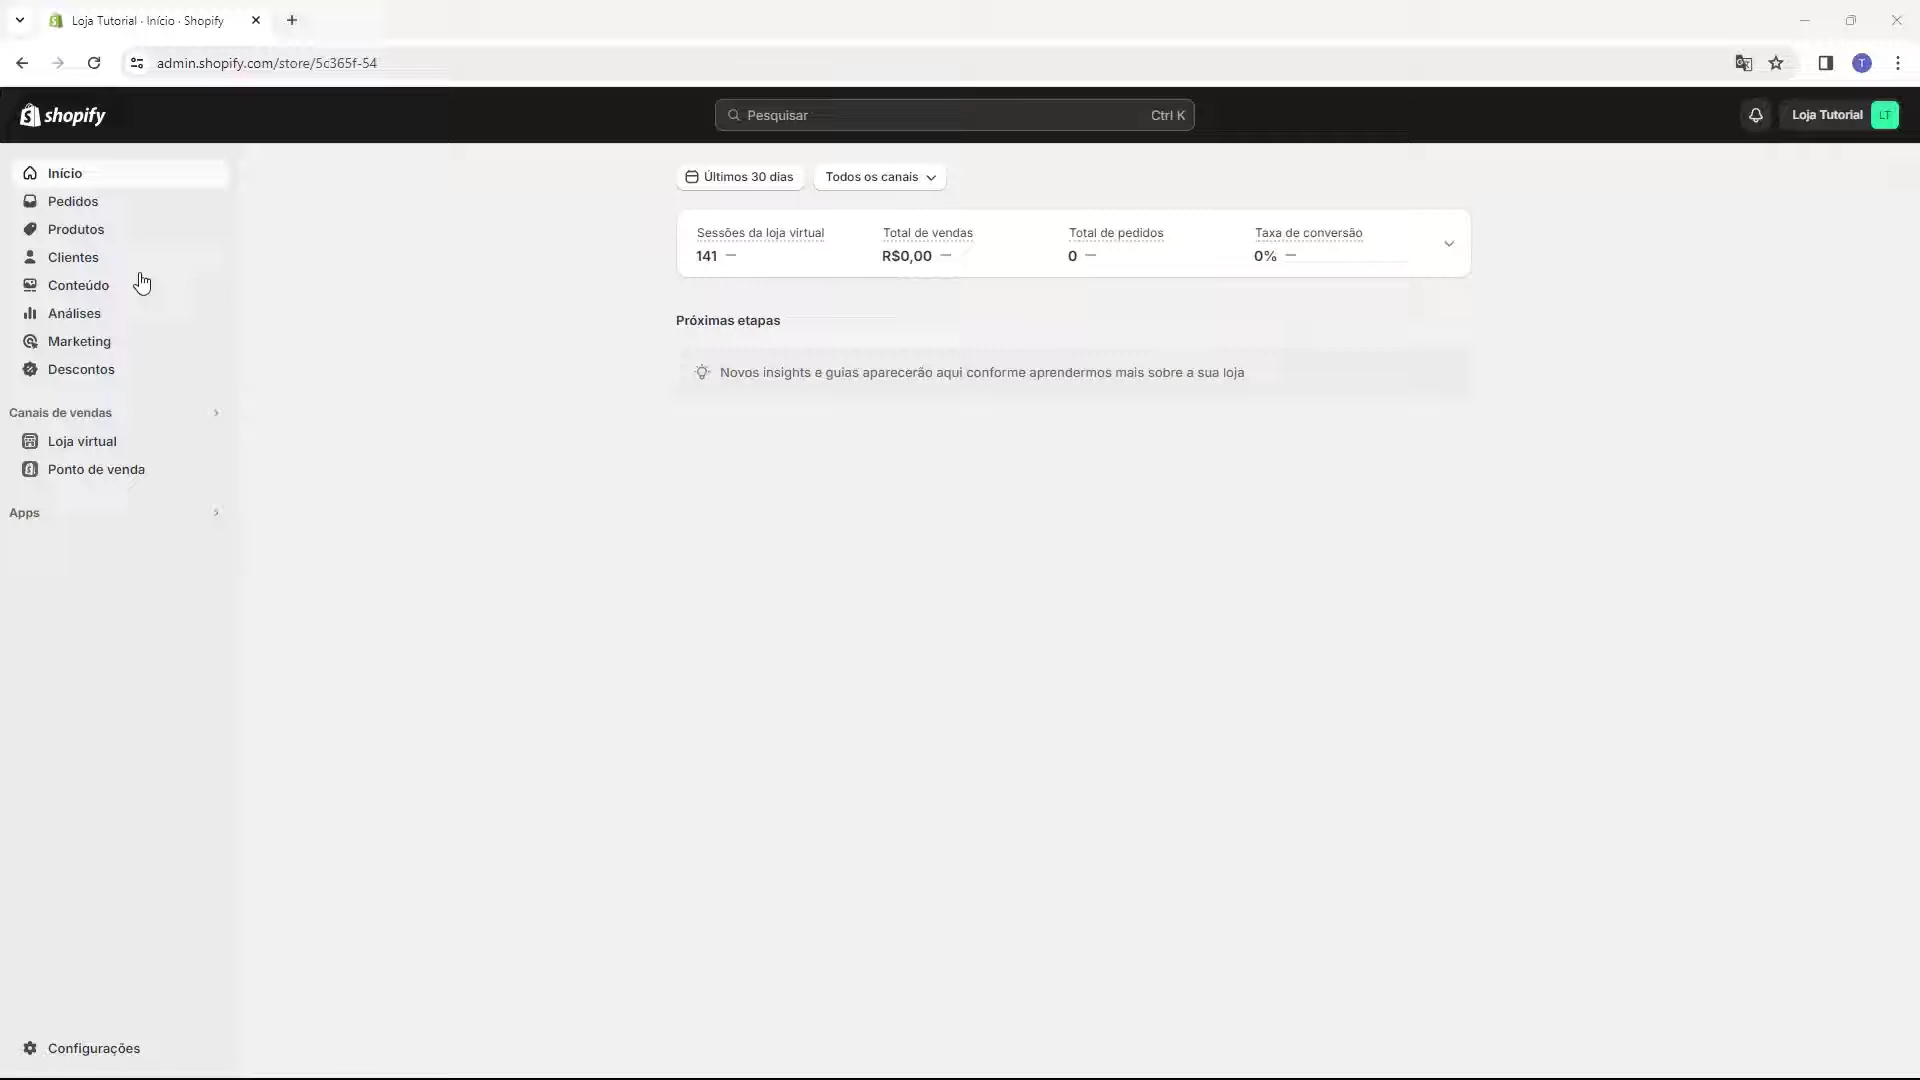 Loja Tutorial · Início · Shopify
admin.shopify.com/store/5c365f-54
T
shopify
Pesquisar
Ctrl K
Loja Tutorial
LT
Início
Pedidos
Produtos
Clientes
Conteúdo
Análises
Marketing
Descontos
Canais de vendas
Loja virtual
Ponto de venda
Apps
Configurações
Últimos 30 dias
Todos os canais
Sessões da loja virtual
141 —
Total de vendas
R$0,00 —
Total de pedidos
0 —
Taxa de conversão
0% —
Próximas etapas
Novos insights e guias aparecerão aqui conforme aprendermos mais sobre a sua loja